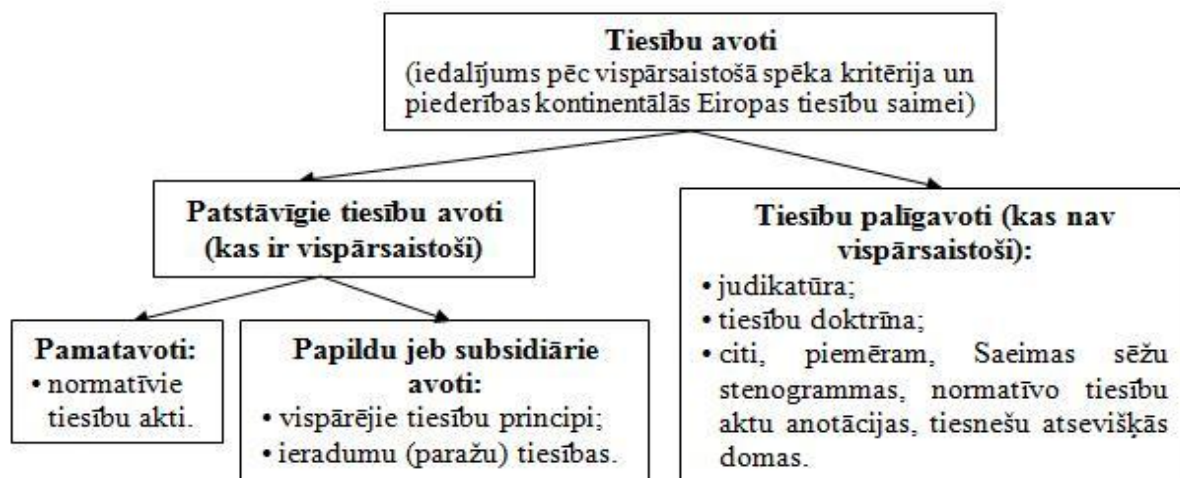 Tiesību avoti
(iedalījums pēc vispārsaistošā spēka kritērija un
piederības kontinentālās Eiropas tiesību saimei)
Patstāvīgie tiesību avoti
(kas ir vispārsaistoši)
Tiesību palīgavoti (kas nav
vispārsaistoši):
• judikatūra;
• tiesību doktrīna;
• citi, piemēram, Saeimas sēžu
stenogrammas, normatīvo tiesību
aktu anotācijas, tiesnešu atsevišķās
domas.
Pamatavoti:
• normatīvie
tiesību akti.
Papildu jeb subsidiārie
avoti:
• vispārējie tiesību principi;
• ieradumu (paražu) tiesības.